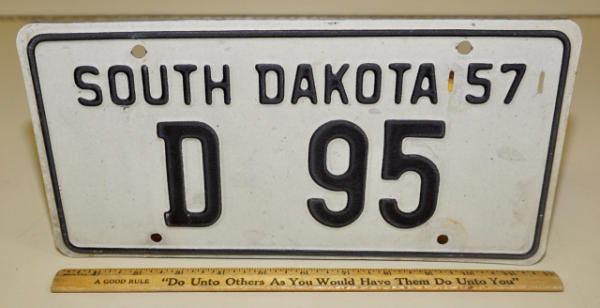 SOUTH DAKOTA 57
D 95
A GOOD RULE "Do Unto Others As You Would Have Them Do Unto You"